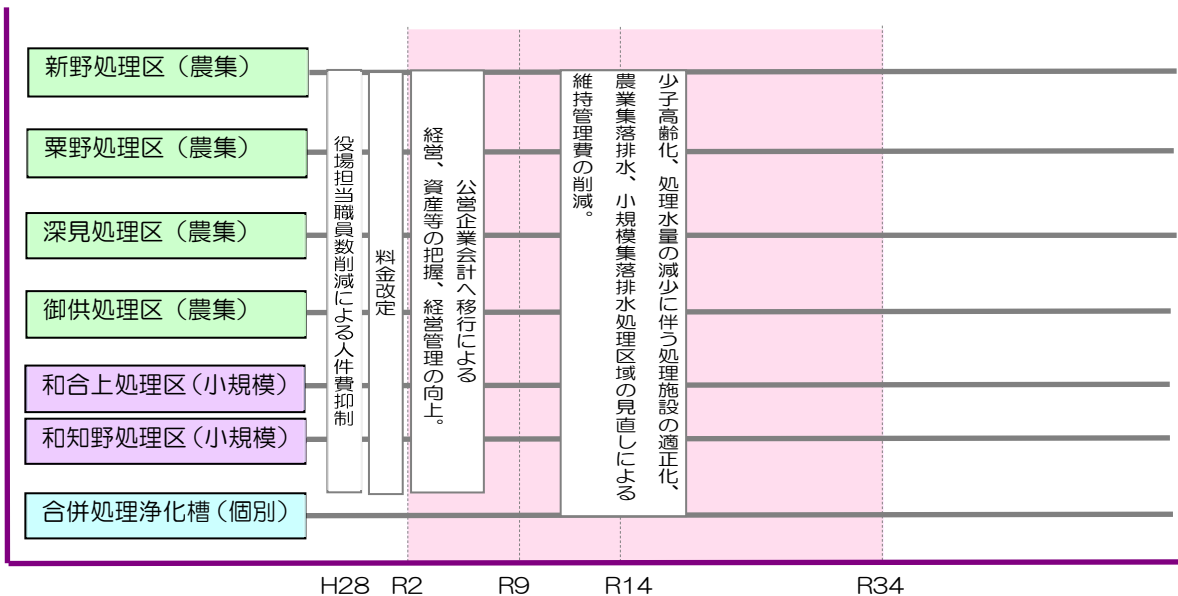 新野処理区（農集）
粟野処理区（農集）
深見処理区（農集）
御供処理区（農集）
和合上処理区（小規模）
和知野処理区（小規模）
合併処理浄化槽（個別）
役場担当職員数削減による人件費抑制
料金改定
公営企業会計へ移行による
経営、資産等の把握、経営管理の向上。
少子高齢化、処理水量の減少に伴う処理施設の適正化、
農業集落排水、小規模集落排水処理区域の見直しによる
維持管理費の削減。
H28 R2 R9 R14 R34